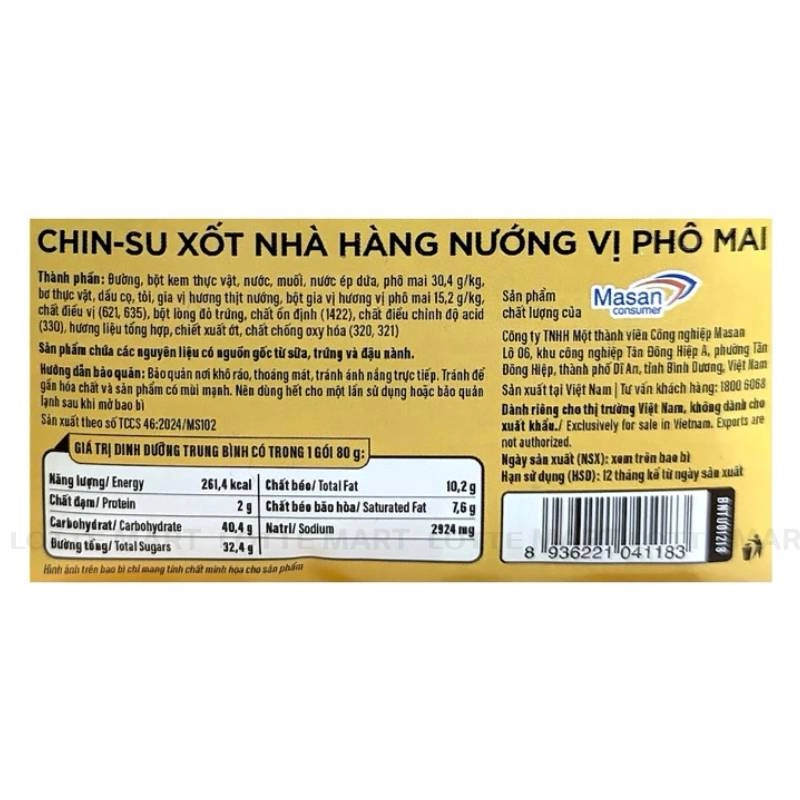 CHIN-SU XỐT NHÀ HÀNG NƯỚNG VỊ PHÔ MAI
Thành phần: Đường, bột kem thực vật, nước, muối, nước ép dứa, phô mai 30,4 g/kg,
bơ thực vật, dầu cọ, tỏi, gia vị hương thịt nướng, bột gia vị hương vị phô mai 15,2 g/kg,
chất điều vị (621, 635), bột lòng đỏ trứng, chất ổn định (1422), chất điều chỉnh độ acid
(330), hương liệu tổng hợp, chiết xuất ớt, chất chống oxy hóa (320, 321)
Sản phẩm chứa các nguyên liệu có nguồn gốc từ sữa, trứng và đậu nành.
Hướng dẫn bảo quản: Bảo quản nơi khô ráo, thoáng mát, tránh ánh nắng trực tiếp. Tránh để
gần hóa chất và sản phẩm có mùi mạnh. Nên dùng hết cho một lần sử dụng hoặc bảo quản
lạnh sau khi mở bao bì
Sản xuất theo số TCCS 46:2024/MS102
GIÁ TRỊ DINH DƯỠNG TRUNG BÌNH CÓ TRONG 1 GÓI 80 g:
Năng lượng/ Energy 261,4 kcal
Chất đạm/ Protein 2 g
Carbohydrat/ Carbohydrate 40,4 g
Đường tổng/ Total Sugars 32,4 g
Chất béo/ Total Fat 10,2 g
Chất béo bão hòa/ Saturated Fat 7,6 g
Natri/ Sodium 2924 mg
Hình ảnh trên bao bì chỉ mang tính chất minh họa cho sản phẩm
Sản phẩm
chất lượng của
Masan
consumer
Công ty TNHH Một thành viên Công nghiệp Masan
Lô 06, khu công nghiệp Tân Đông Hiệp A, phường Tân
Đông Hiệp, thành phố Dĩ An, tỉnh Bình Dương, Việt Nam
Sản xuất tại Việt Nam | Tư vấn khách hàng: 1800 6068
Dành riêng cho thị trường Việt Nam, không dành cho
xuất khẩu./ Exclusively for sale in Vietnam. Exports are
not authorized.
Ngày sản xuất (NSX): xem trên bao bì
Hạn sử dụng (HSD): 12 tháng kể từ ngày sản xuất
8 936221 041183
LOTTE MART LOTTE MART LOTTE MART